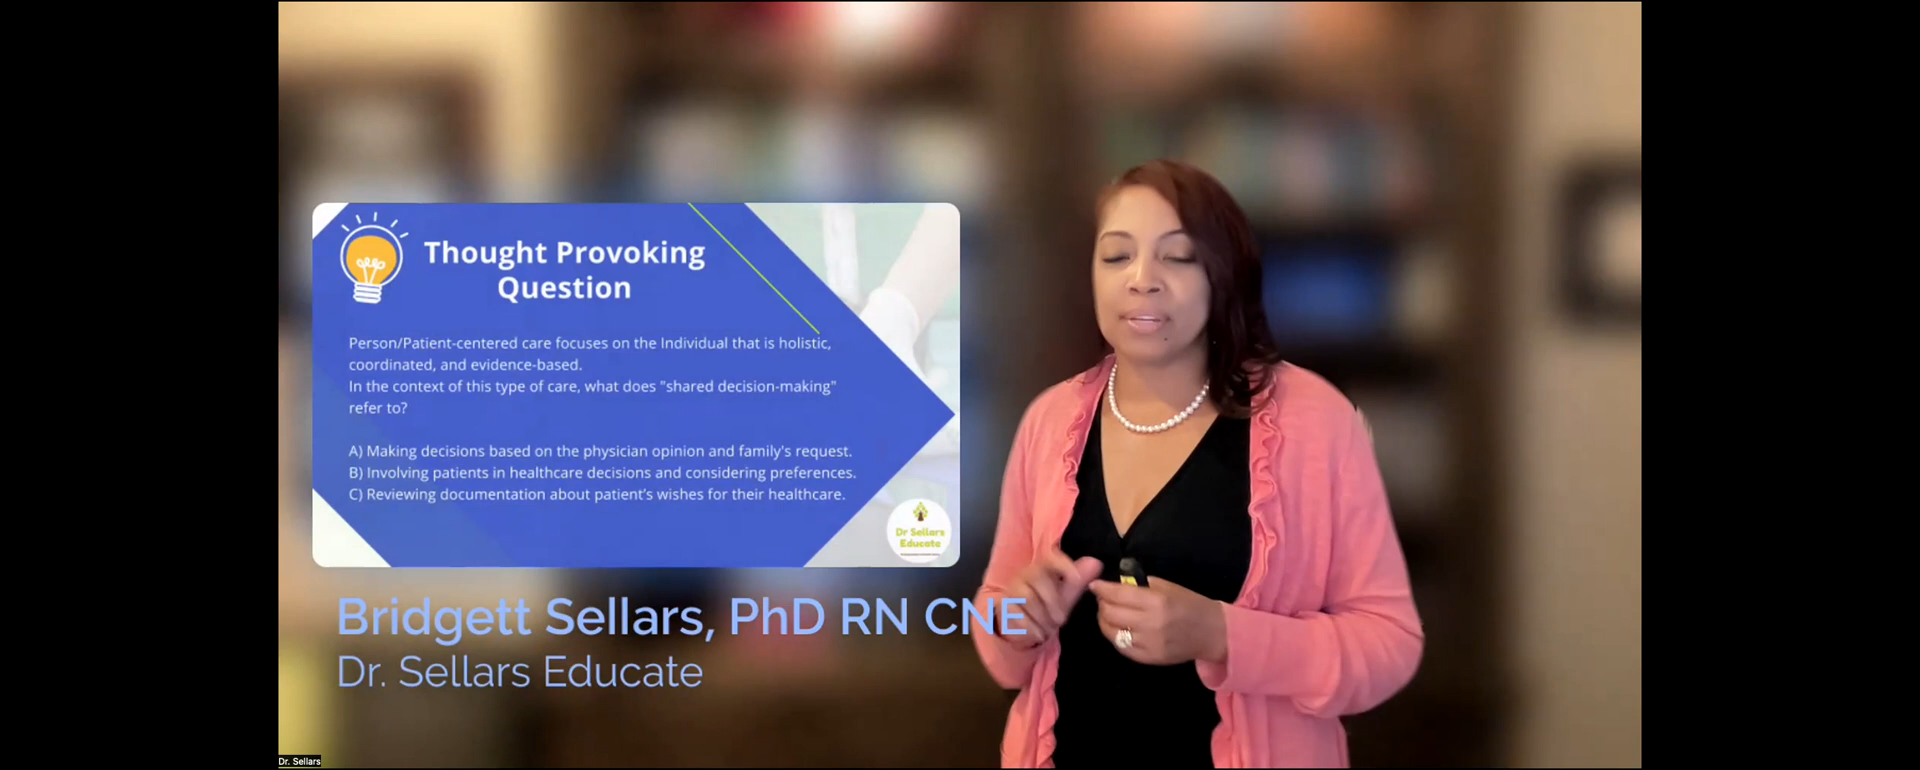 Thought Provoking
Question
Person/Patient-centered care focuses on the Individual that is holistic,
coordinated, and evidence-based.
In the context of this type of care, what does "shared decision-making"
refer to?
A) Making decisions based on the physician opinion and family's request.
B) Involving patients in healthcare decisions and considering preferences.
C) Reviewing documentation about patient's wishes for their healthcare.
Dr Sellars
Educate
Bridgett Sellars, PhD RN CNE
Dr. Sellars Educate
Dr. Sellars